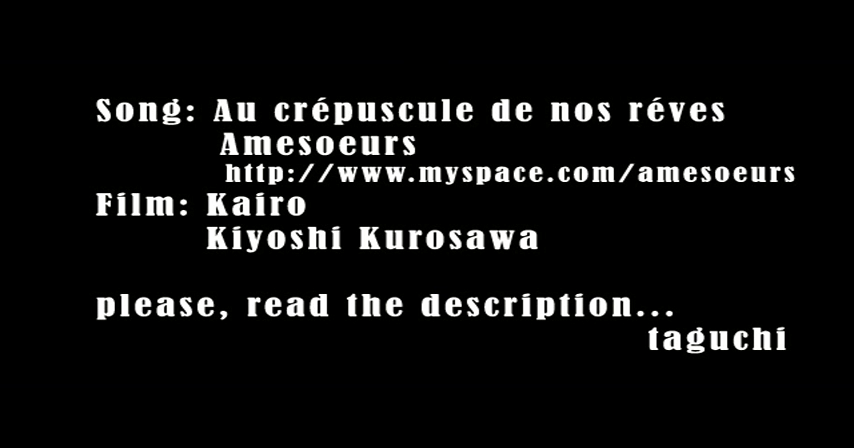 Song: Au crépuscule de nos réves
Amesoeurs
http://www.myspace.com/amesoeurs
Film: Kairo
Kiyoshi Kurosawa
please, read the description...
taguchi